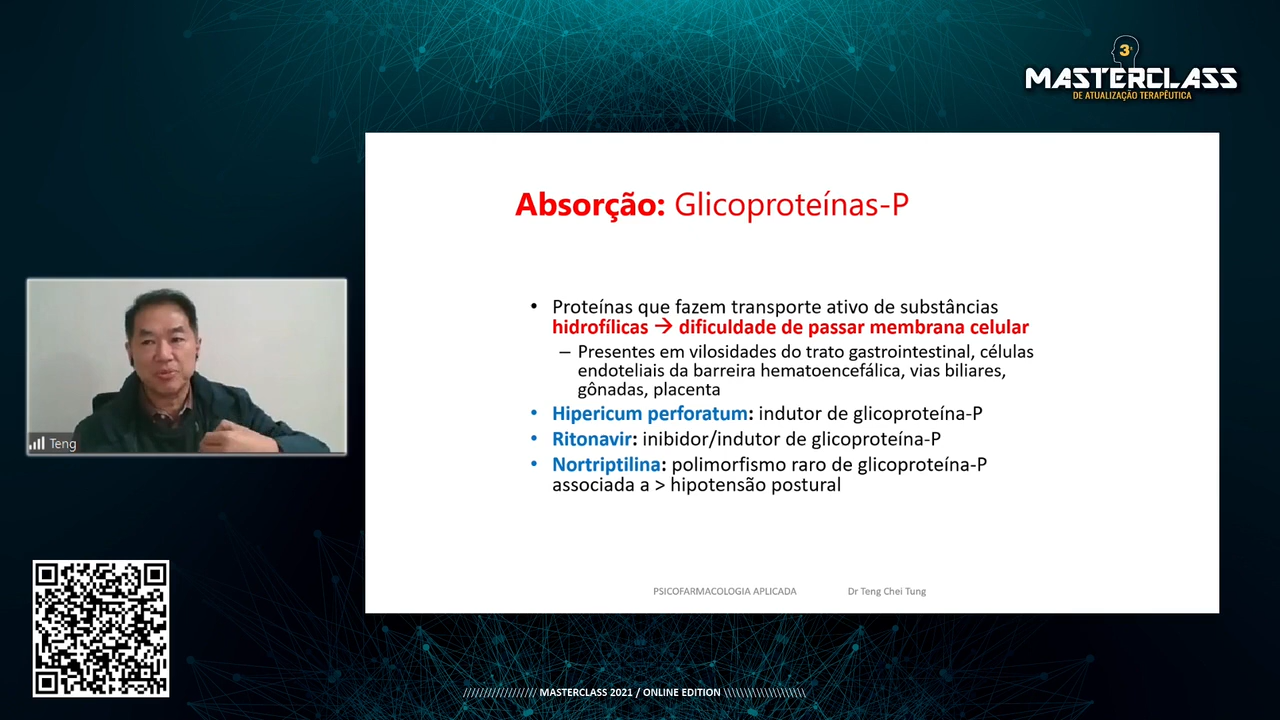 3ª
MASTERCLASS
DE ATUALIZAÇÃO TERAPÊUTICA
Absorção: Glicoproteínas-P
• Proteínas que fazem transporte ativo de substâncias
hidrofílicas → dificuldade de passar membrana celular
– Presentes em vilosidades do trato gastrointestinal, células
endoteliais da barreira hematoencefálica, vias biliares,
gônadas, placenta
• Hipericum perforatum: indutor de glicoproteína-P
• Ritonavir: inibidor/indutor de glicoproteína-P
• Nortriptilina: polimorfismo raro de glicoproteína-P
associada a > hipotensão postural
Teng
PSICOFARMACOLOGIA APLICADA Dr Teng Chei Tung
////////////////// MASTERCLASS 2021 / ONLINE EDITION \\\\\\\\\\\\\\\\\\\\